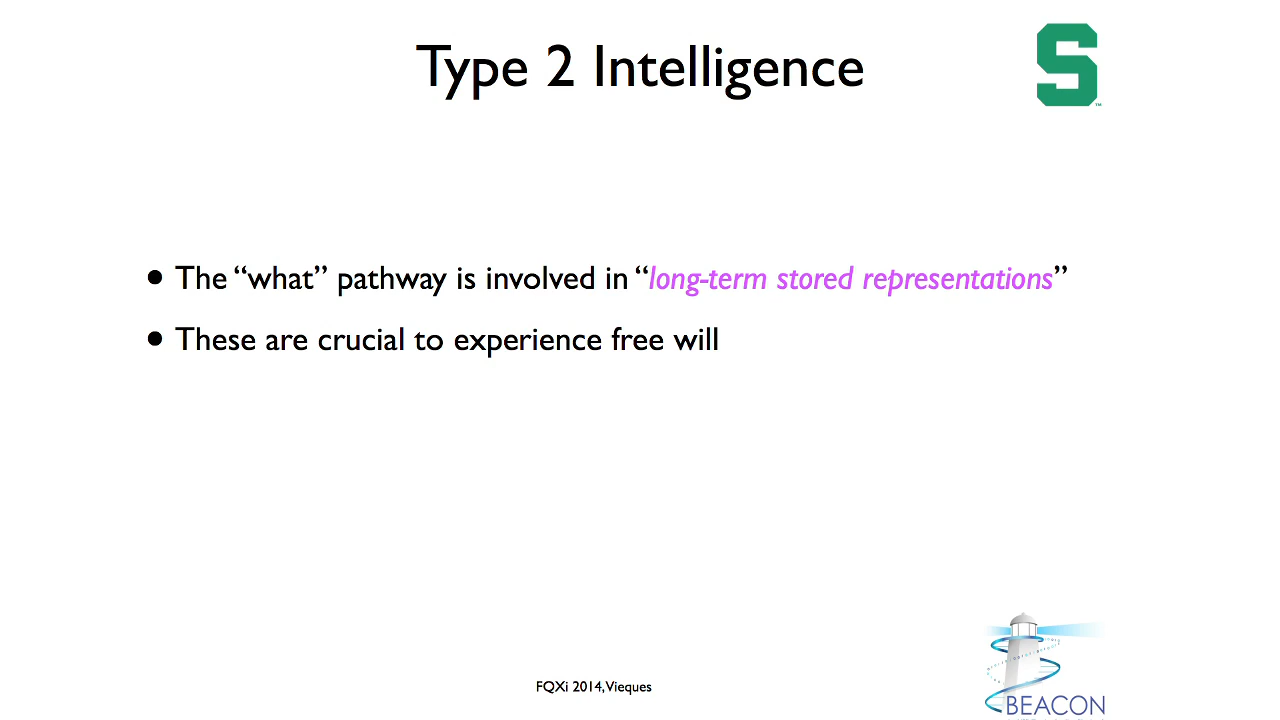 Type 2 Intelligence
S
™
• The “what” pathway is involved in “long-term stored representations”
• These are crucial to experience free will
FQXi 2014, Vieques
BEACON